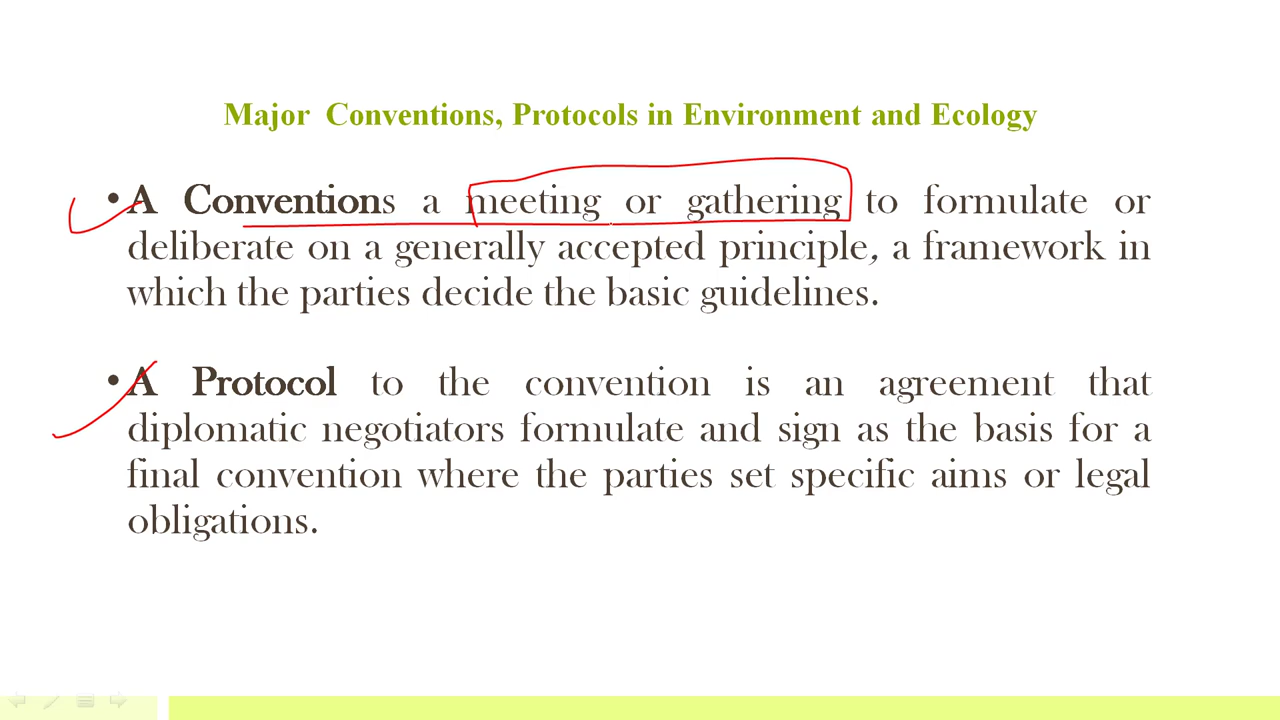 Major Conventions, Protocols in Environment and Ecology
• A Conventions a meeting or gathering to formulate or
deliberate on a generally accepted principle, a framework in
which the parties decide the basic guidelines.
• A Protocol to the convention is an agreement that
diplomatic negotiators formulate and sign as the basis for a
final convention where the parties set specific aims or legal
obligations.